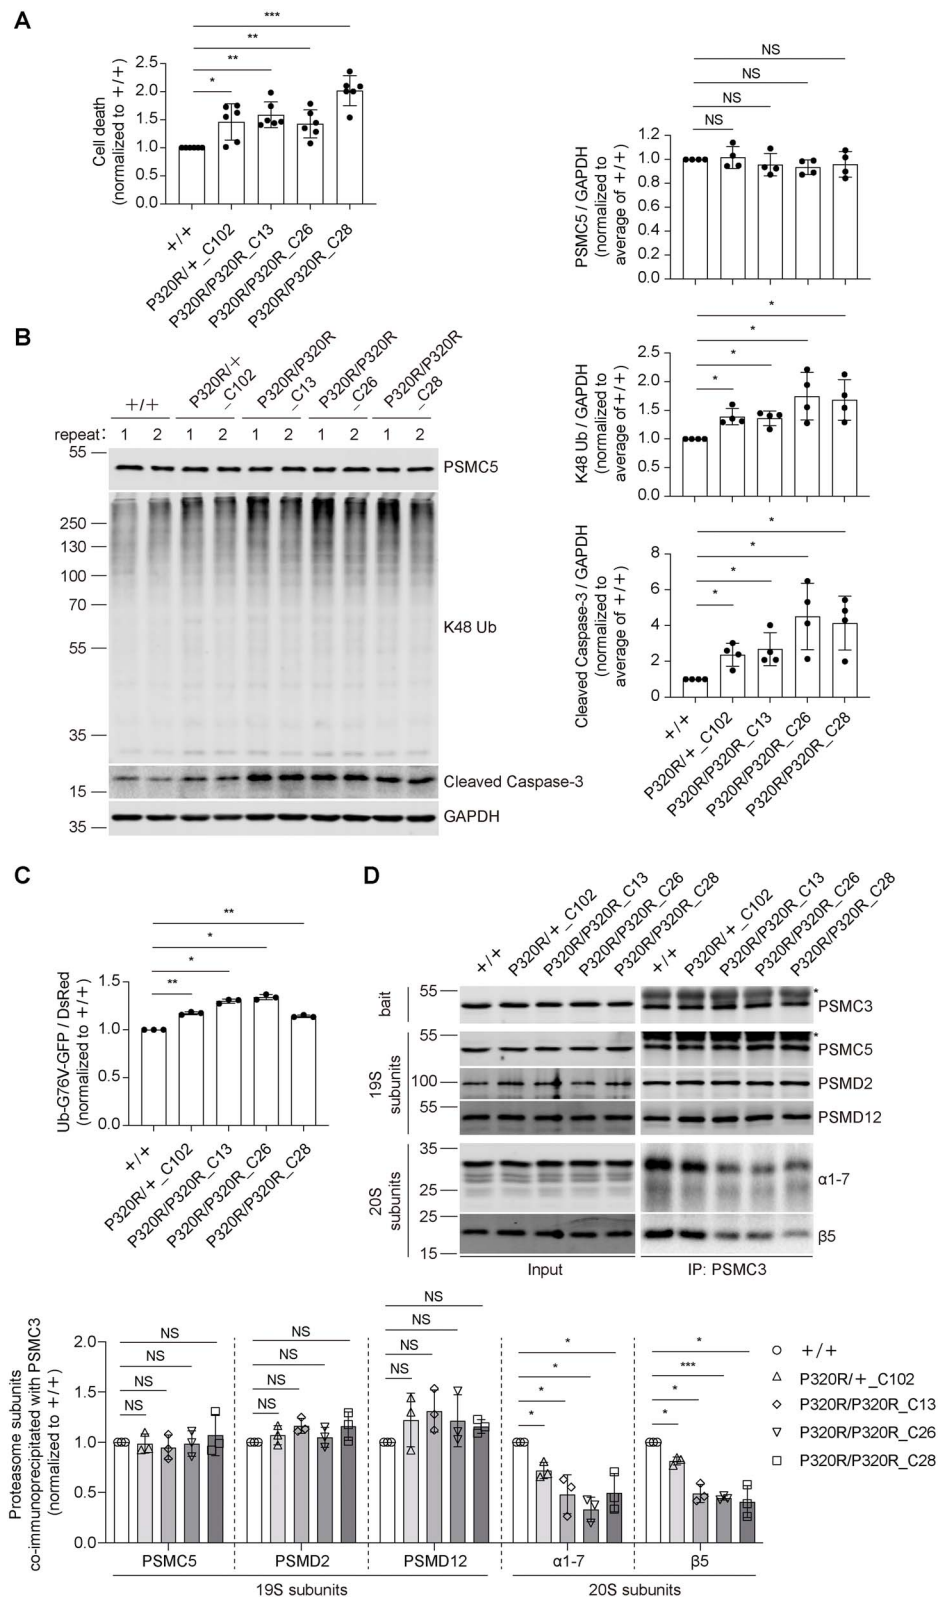 A
Cell death
(normalized to +/+)
2.5
2.0
1.5
1.0
0.5
0.0
*
**
**
***
+/+
P320R/+_C102
P320R/P320R_C13
P320R/P320R_C26
P320R/P320R_C28
PSMC5 / GAPDH
(normalized to
average of +/+)
1.2
1.0
0.8
0.6
0.4
0.2
0.0
NS
NS
NS
NS
B
+/+
P320R/+
_C102
P320R/P320R
_C13
P320R/P320R
_C26
P320R/P320R
_C28
repeat: 1 2 1 2 1 2 1 2 1 2
55
PSMC5
250
130
100
70
55
35
K48 Ub
15
Cleaved Caspase-3
35
GAPDH
K48 Ub / GAPDH
(normalized to
average of +/+)
2.5
2.0
1.5
1.0
0.5
0.0
*
*
*
*
Cleaved Caspase-3 / GAPDH
(normalized to
average of +/+)
8
6
4
2
0
*
*
*
*
+/+
P320R/+_C102
P320R/P320R_C13
P320R/P320R_C26
P320R/P320R_C28
C
Ub-G76V-GFP / DsRed
(normalized to +/+)
1.5
1.0
0.5
0.0
**
*
*
**
+/+
P320R/+_C102
P320R/P320R_C13
P320R/P320R_C26
P320R/P320R_C28
D
+/+
P320R/+_C102
P320R/P320R_C13
P320R/P320R_C26
P320R/P320R_C28
+/+
P320R/+_C102
P320R/P320R_C13
P320R/P320R_C26
P320R/P320R_C28
bait
55
*
PSMC3
19S
subunits
55
*
PSMC5
100
PSMD2
55
PSMD12
20S
subunits
35
25
α1-7
25
15
β5
Input
IP: PSMC3
Proteasome subunits
co-immunoprecipitated with PSMC3
(normalized to +/+)
2.0
1.5
1.0
0.5
0.0
NS
NS
NS
NS
NS
NS
NS
NS
NS
NS
NS
NS
*
*
*
*
*
*
***
*
PSMC5
PSMD2
PSMD12
α1-7
β5
19S subunits
20S subunits
+/+
P320R/+_C102
P320R/P320R_C13
P320R/P320R_C26
P320R/P320R_C28